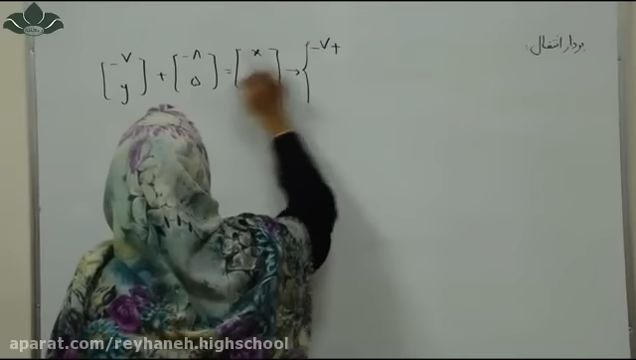 بردار انتقال:
[-۷ y] + [-۸ ۵] = [x ] → { -۷+
aparat.com/reyhaneh.highschool